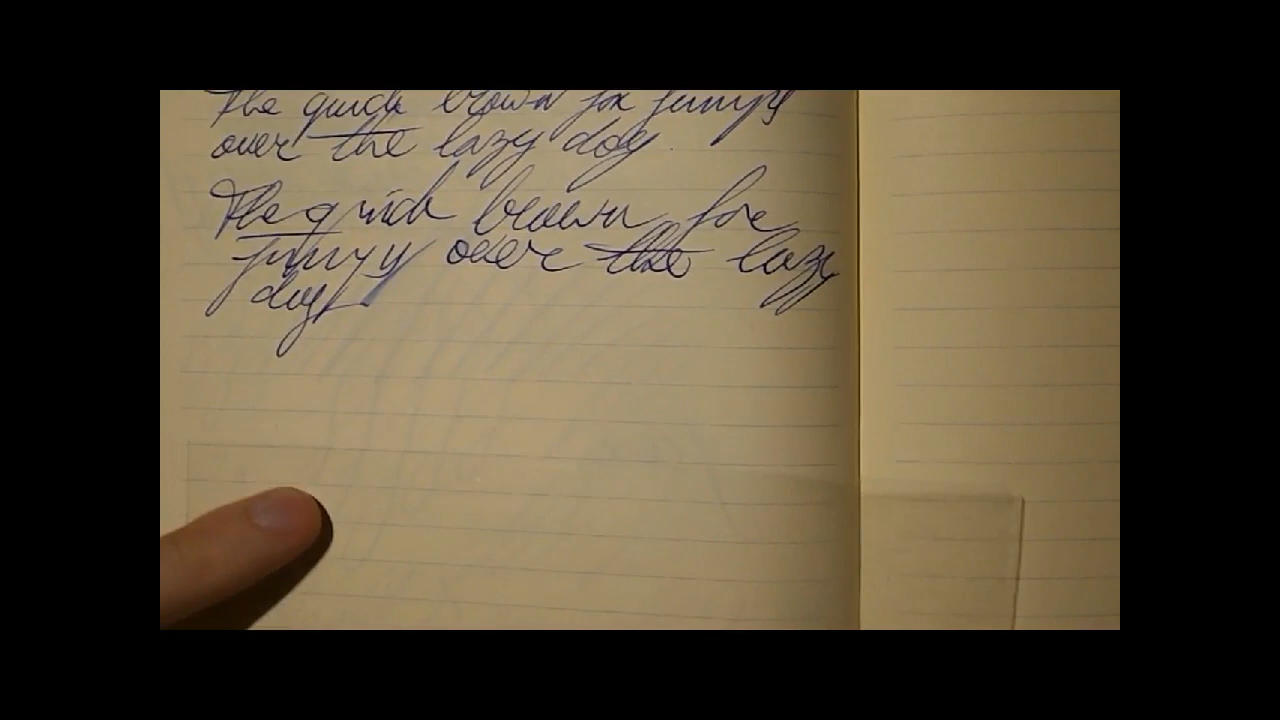 The quick brown fox jumps
over the lazy dog.
The quick brown fox
jumps over the lazy
dog